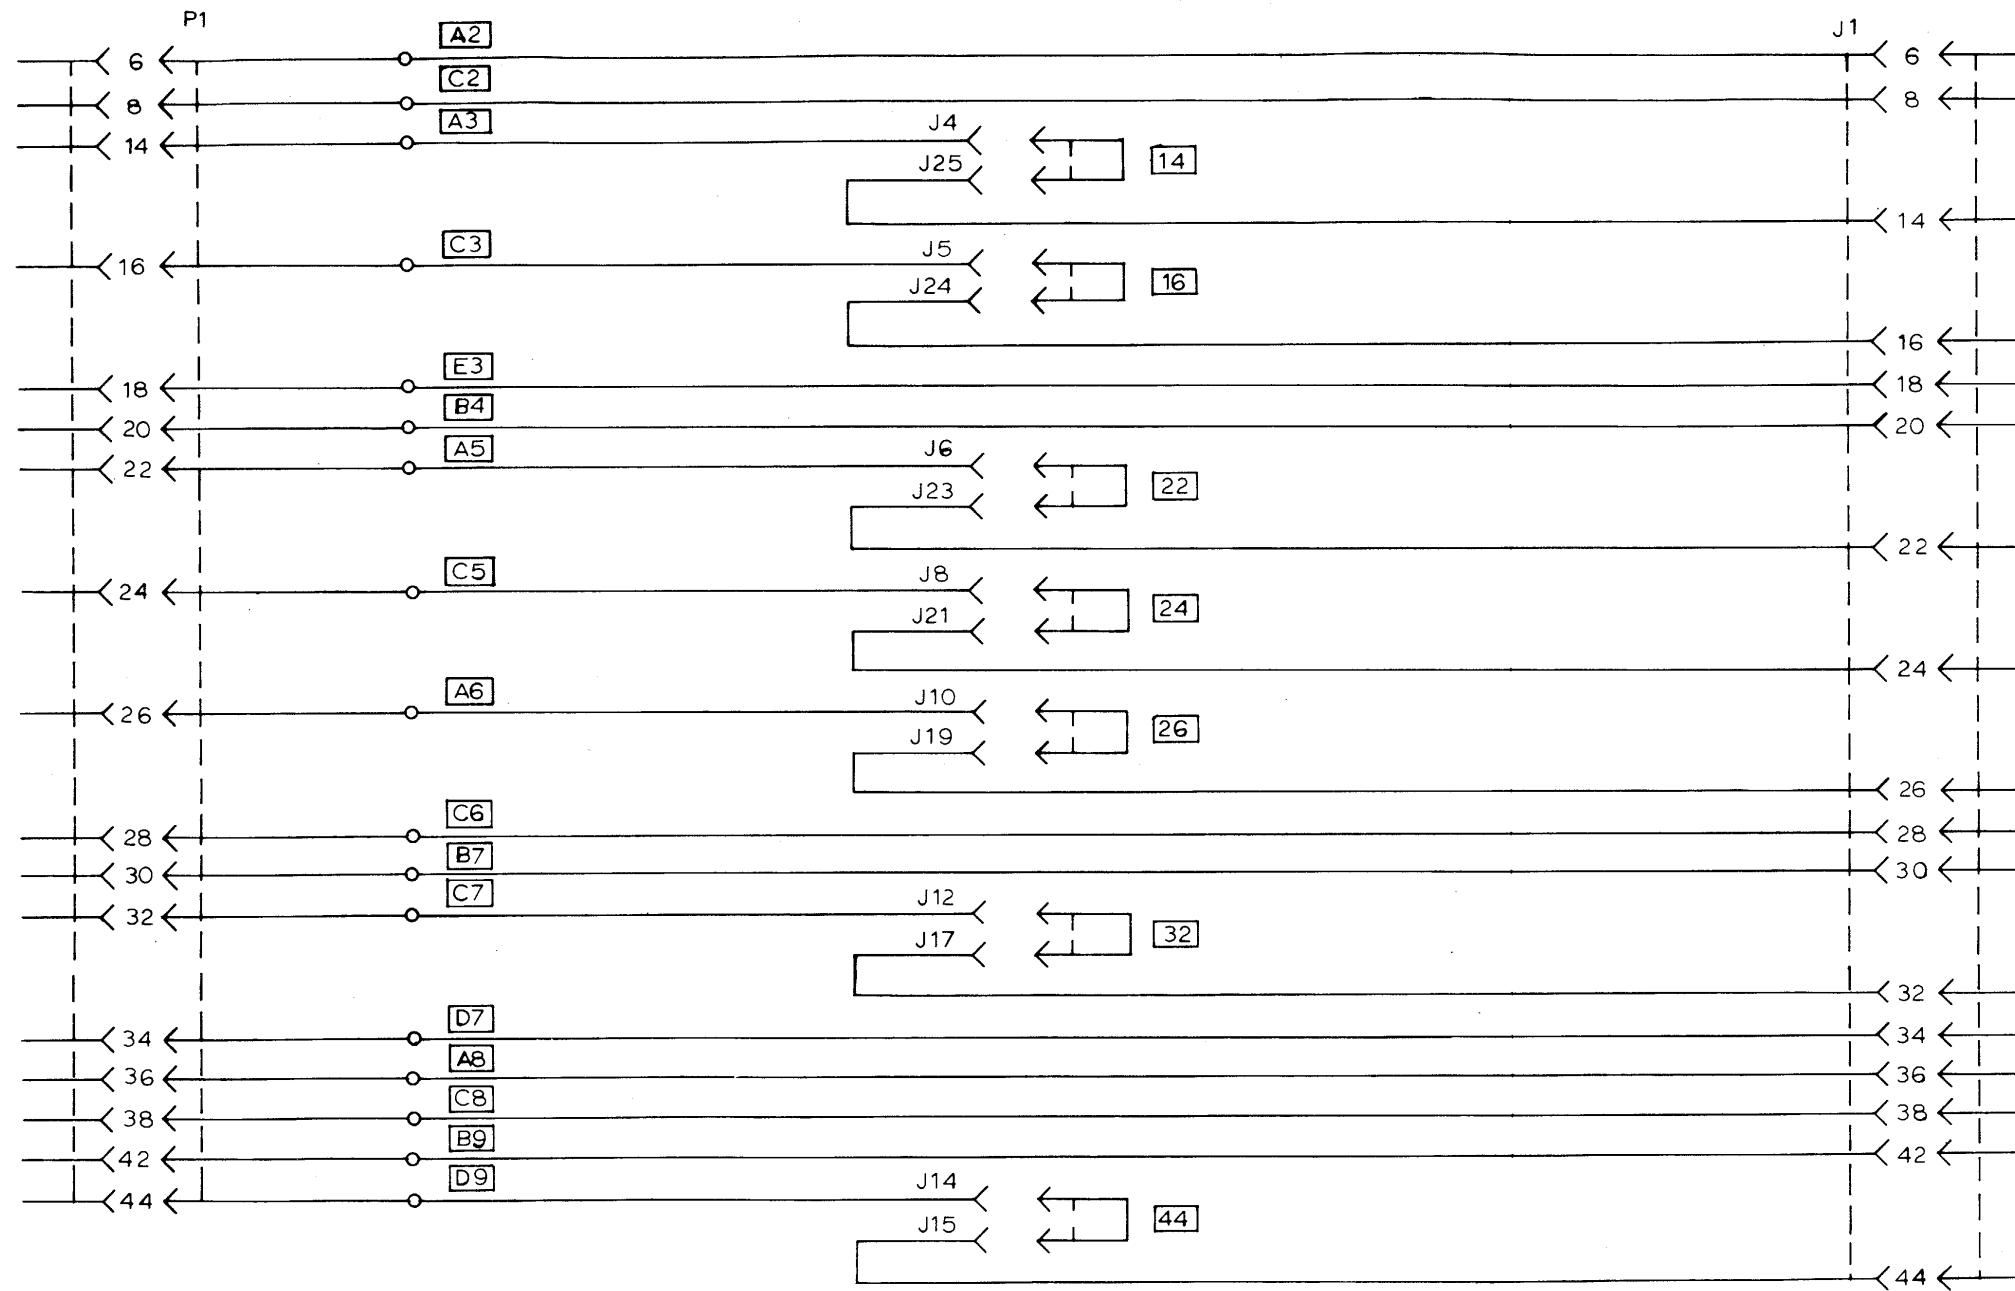 P1 J1
A2
6 6
C2
8 8
A3
14 J4
J25 14
14
C3
16 J5
J24 16
16
E3
18 18
B4
20 20
A5
22 J6
J23 22
22
C5
24 J8
J21 24
24
A6
26 J10
J19 26
26
C6
28 28
B7
30 30
C7
32 J12
J17 32
32
D7
34 34
A8
36 36
C8
38 38
B9
42 42
D9
44 J14
J15 44
44